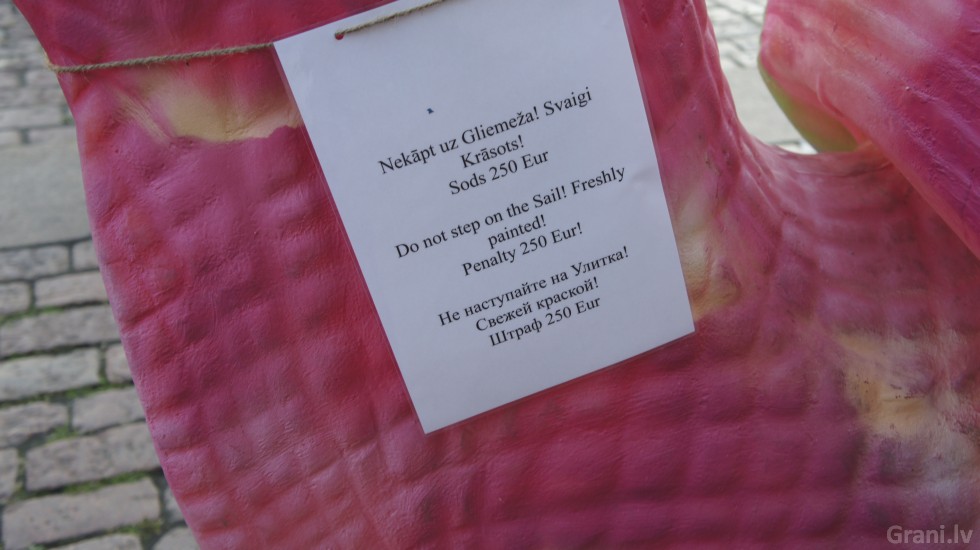 Nekāpt uz Gliemeža! Svaigi
Krāsots!
Sods 250 Eur
Do not step on the Sail! Freshly
painted!
Penalty 250 Eur!
Не наступайте на Улитка!
Свежей краской!
Штраф 250 Eur
Grani.lv